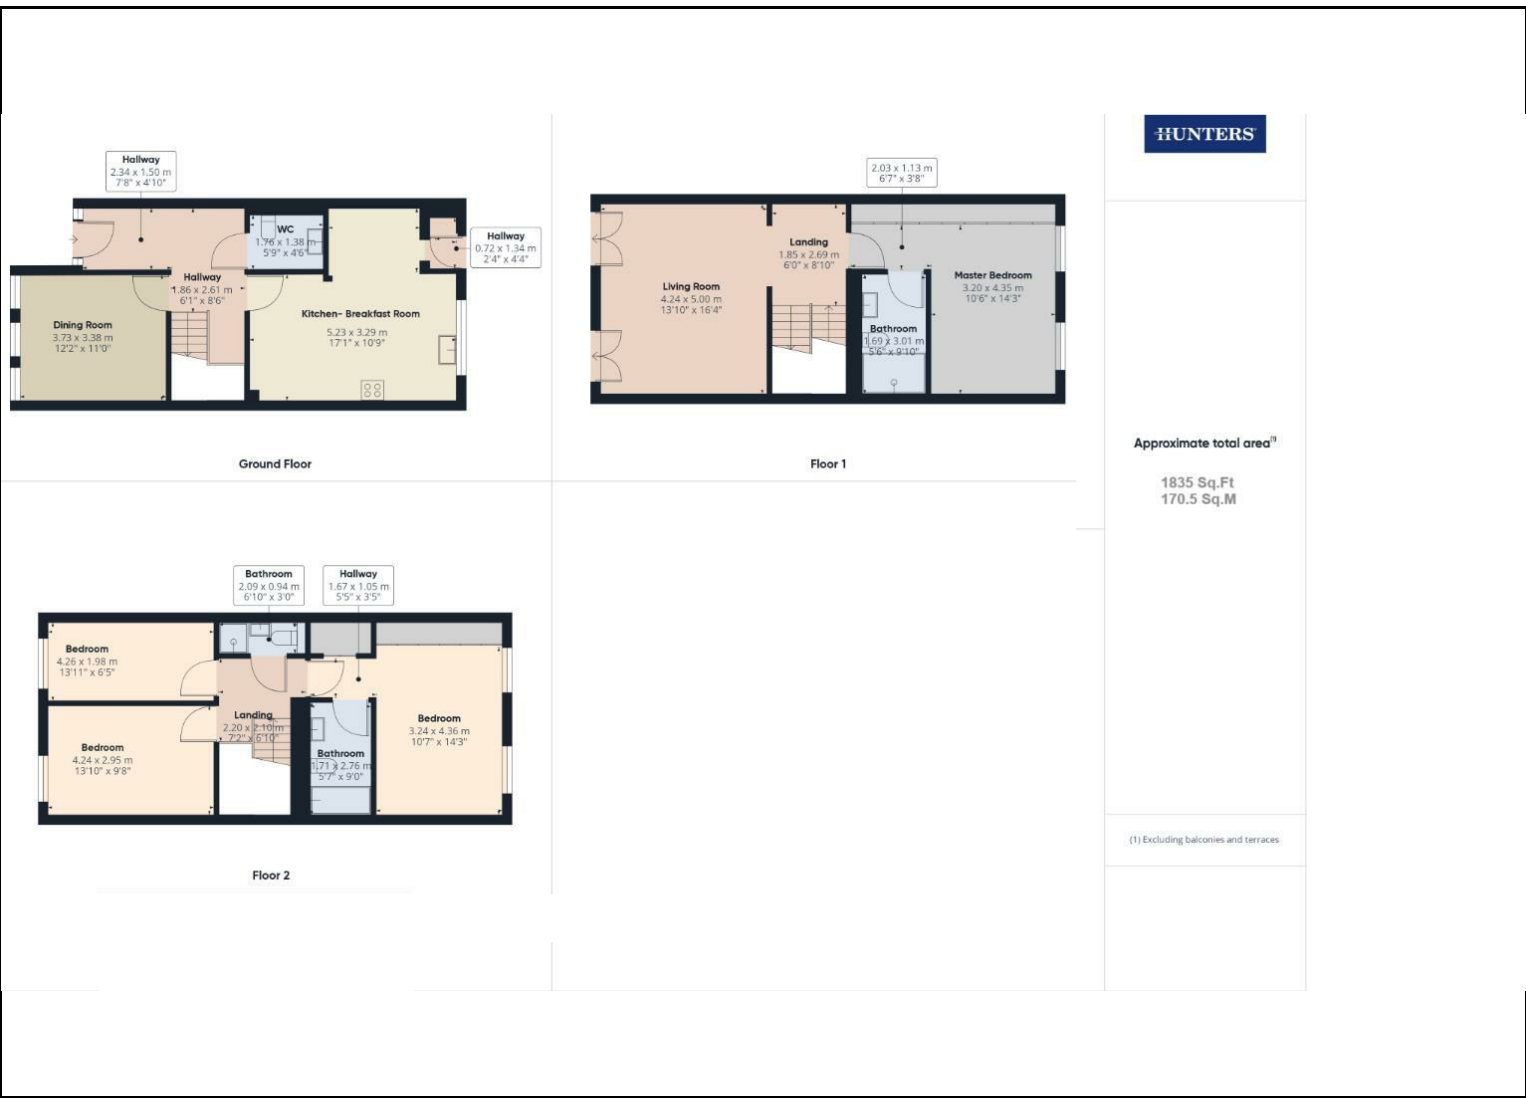 HUNTERS
Hallway
2.34 x 1.50 m
7'8" x 4'10"
WC
1.76 x 1.38 m
5'9" x 4'6"
Hallway
0.72 x 1.34 m
2'4" x 4'4"
Hallway
1.86 x 2.61 m
6'1" x 8'6"
Kitchen- Breakfast Room
5.23 x 3.29 m
17'1" x 10'9"
Dining Room
3.73 x 3.38 m
12'2" x 11'0"
Ground Floor
2.03 x 1.13 m
6'7" x 3'8"
Landing
1.85 x 2.69 m
6'0" x 8'10"
Living Room
4.24 x 5.00 m
13'10" x 16'4"
Master Bedroom
3.20 x 4.35 m
10'6" x 14'3"
Bathroom
1.69 x 3.01 m
5'6" x 9'10"
Floor 1
Bathroom
2.09 x 0.94 m
6'10" x 3'0"
Hallway
1.67 x 1.05 m
5'5" x 3'5"
Bedroom
4.26 x 1.98 m
13'11" x 6'5"
Landing
2.20 x 2.10 m
7'2" x 6'10"
Bedroom
3.24 x 4.36 m
10'7" x 14'3"
Bedroom
4.24 x 2.95 m
13'10" x 9'8"
Bathroom
1.71 x 2.76 m
5'7" x 9'0"
Floor 2
Approximate total area(1)
1835 Sq.Ft
170.5 Sq.M
(1) Excluding balconies and terraces